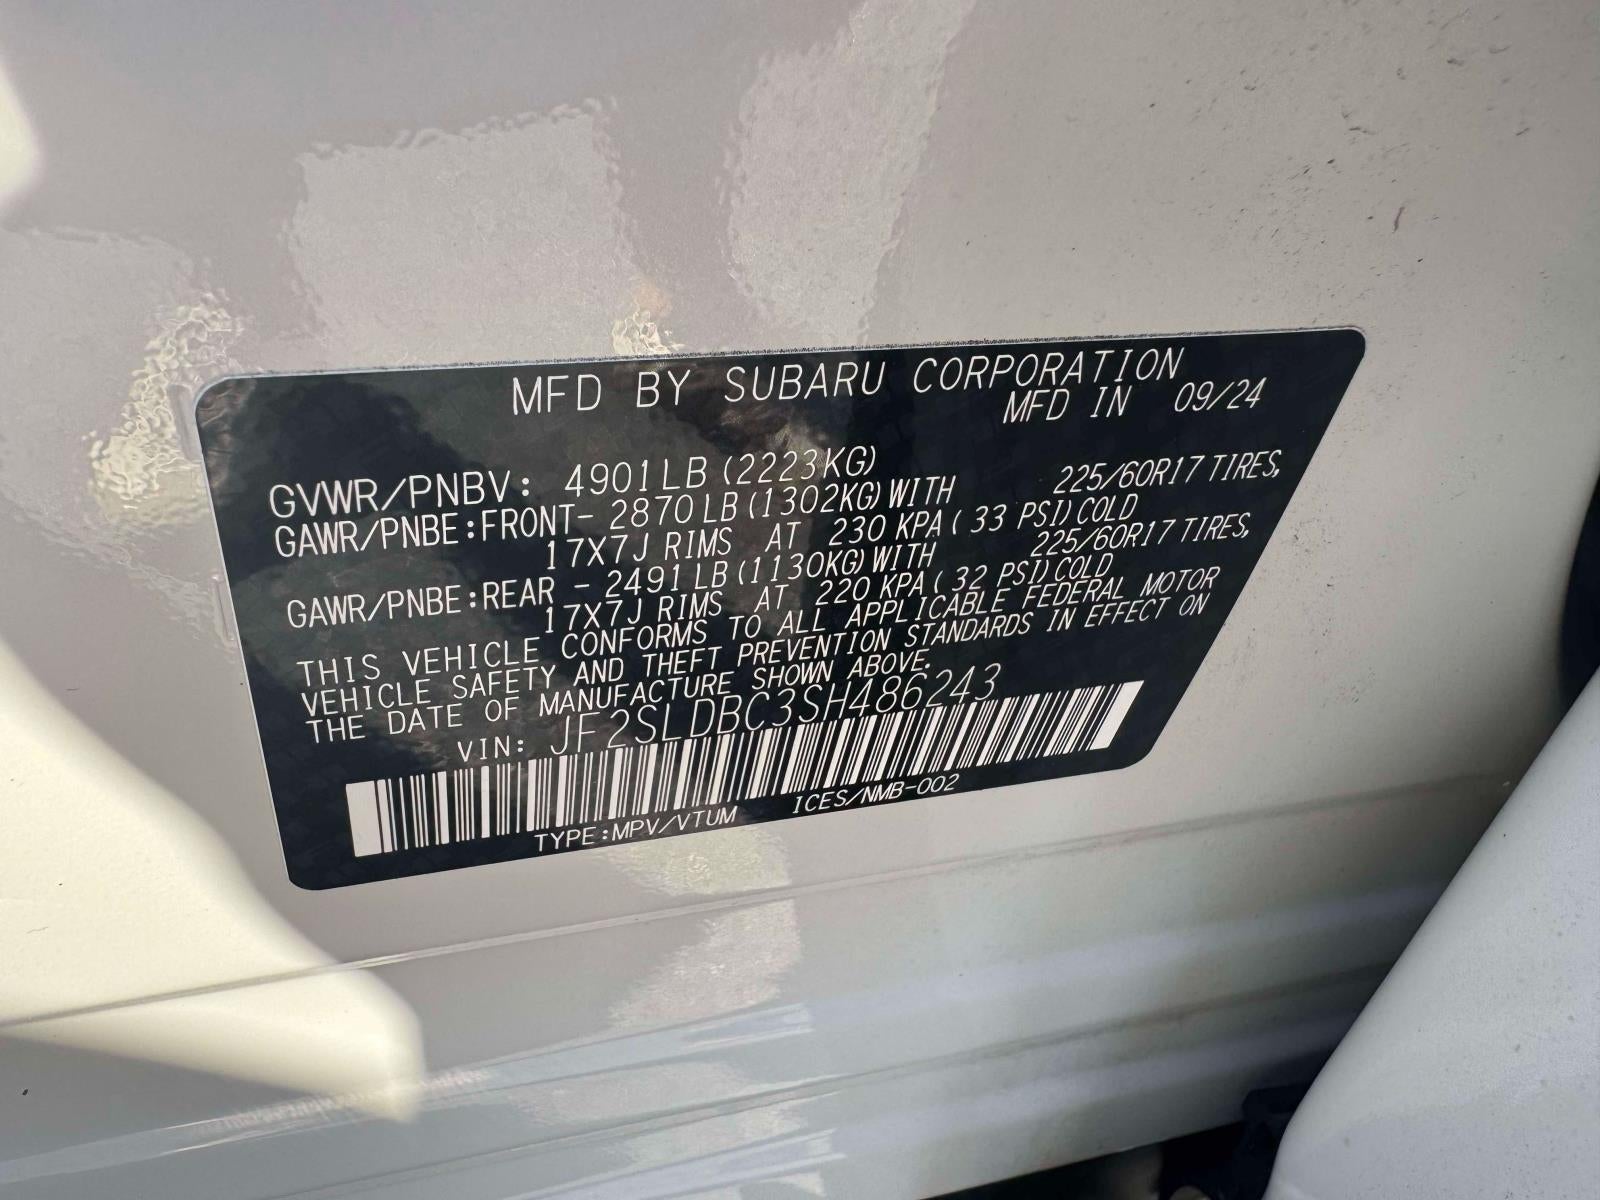 MFD BY SUBARU CORPORATION
MFD IN 09/24
GVWR/PNBV: 4901LB (2223KG)
GAWR/PNBE:FRONT- 2870LB (1302KG)WITH 225/60R17 TIRES,
17X7J RIMS AT 230 KPA( 33 PSI)COLD
GAWR/PNBE:REAR - 2491LB (1130KG)WITH 225/60R17 TIRES,
17X7J RIMS AT 220 KPA( 32 PSI)COLD
THIS VEHICLE CONFORMS TO ALL APPLICABLE FEDERAL MOTOR
VEHICLE SAFETY AND THEFT PREVENTION STANDARDS IN EFFECT ON
THE DATE OF MANUFACTURE SHOWN ABOVE.
VIN: JF2SLDBC3SH486243
TYPE:MPV/VTUM ICES/NMB-002